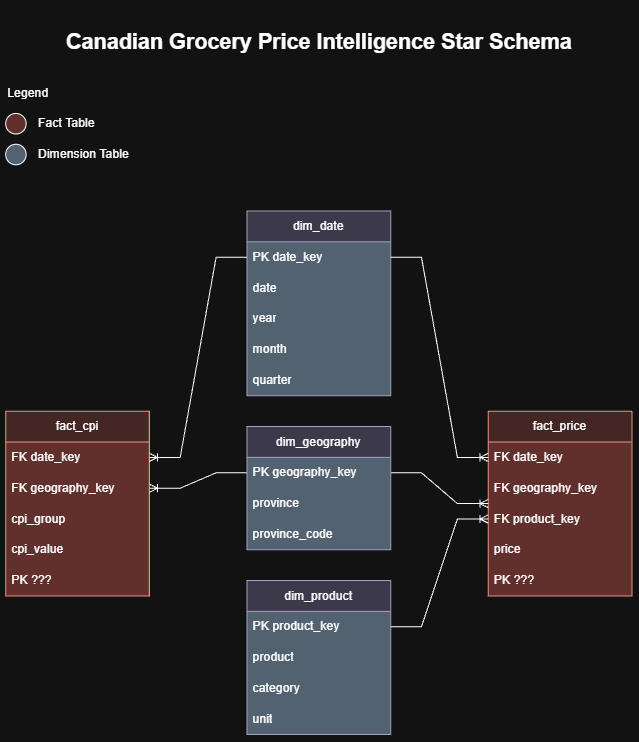 Canadian Grocery Price Intelligence Star Schema
Legend
Fact Table
Dimension Table
dim_date
PK date_key
date
year
month
quarter
fact_cpi
FK date_key
FK geography_key
cpi_group
cpi_value
PK ???
dim_geography
PK geography_key
province
province_code
fact_price
FK date_key
FK geography_key
FK product_key
price
PK ???
dim_product
PK product_key
product
category
unit